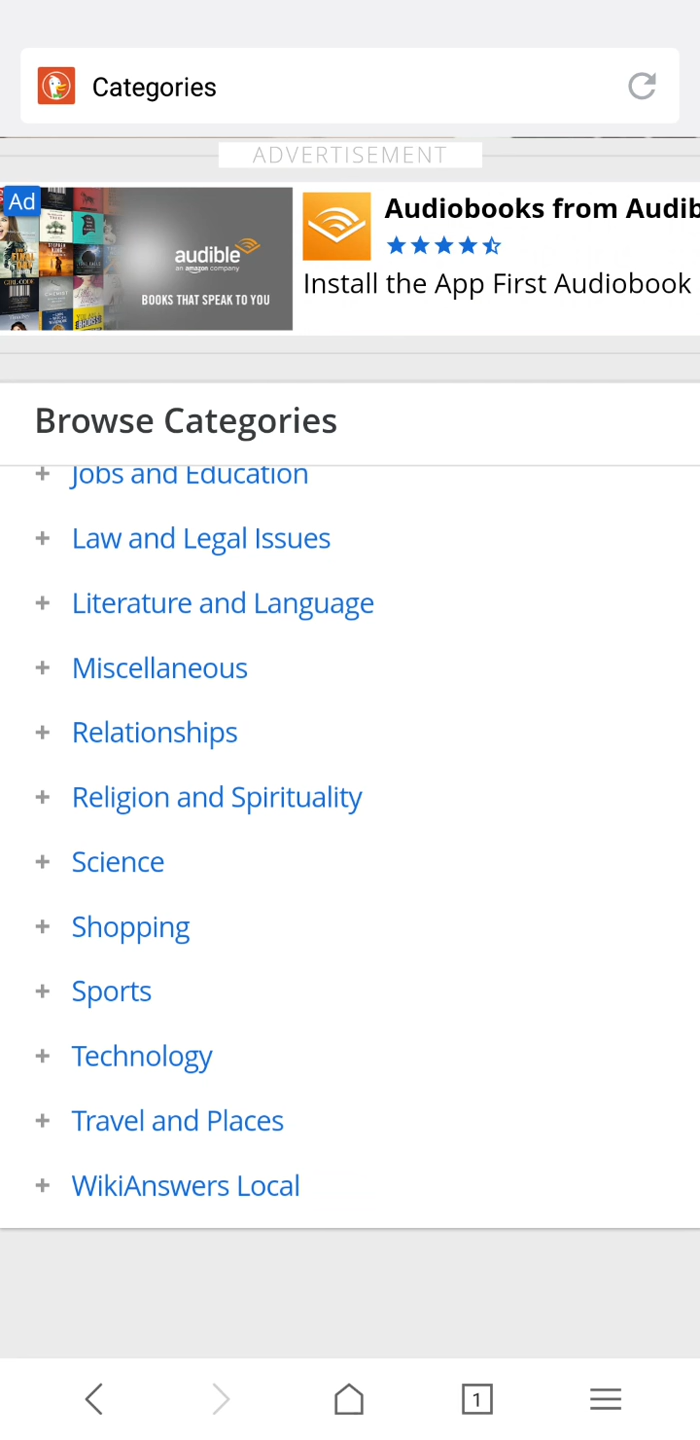 Categories
ADVERTISEMENT
Ad
audible
an amazon company
BOOKS THAT SPEAK TO YOU
Audiobooks from Audib
Install the App First Audiobook
Browse Categories
+ Jobs and Education
+ Law and Legal Issues
+ Literature and Language
+ Miscellaneous
+ Relationships
+ Religion and Spirituality
+ Science
+ Shopping
+ Sports
+ Technology
+ Travel and Places
+ WikiAnswers Local
1